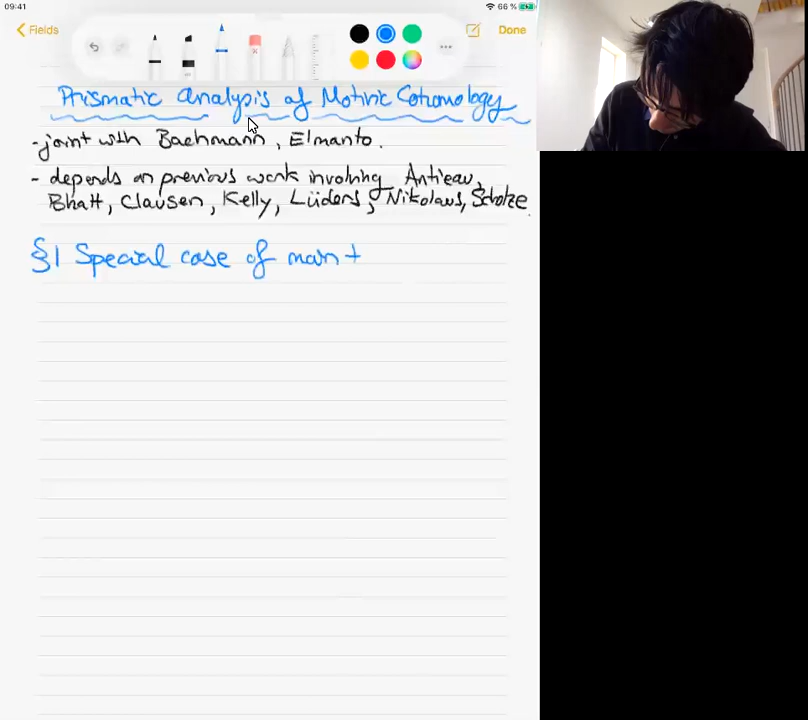 09:41
66 %
Fields
Done
Prismatic Analysis of Motivic Cohomology
- joint with Bachmann, Elmanto.
- depends on previous work involving Antieau,
Bhatt, Clausen, Kelly, Lüders, Nikolaus, Scholze.
§1 Special case of main t